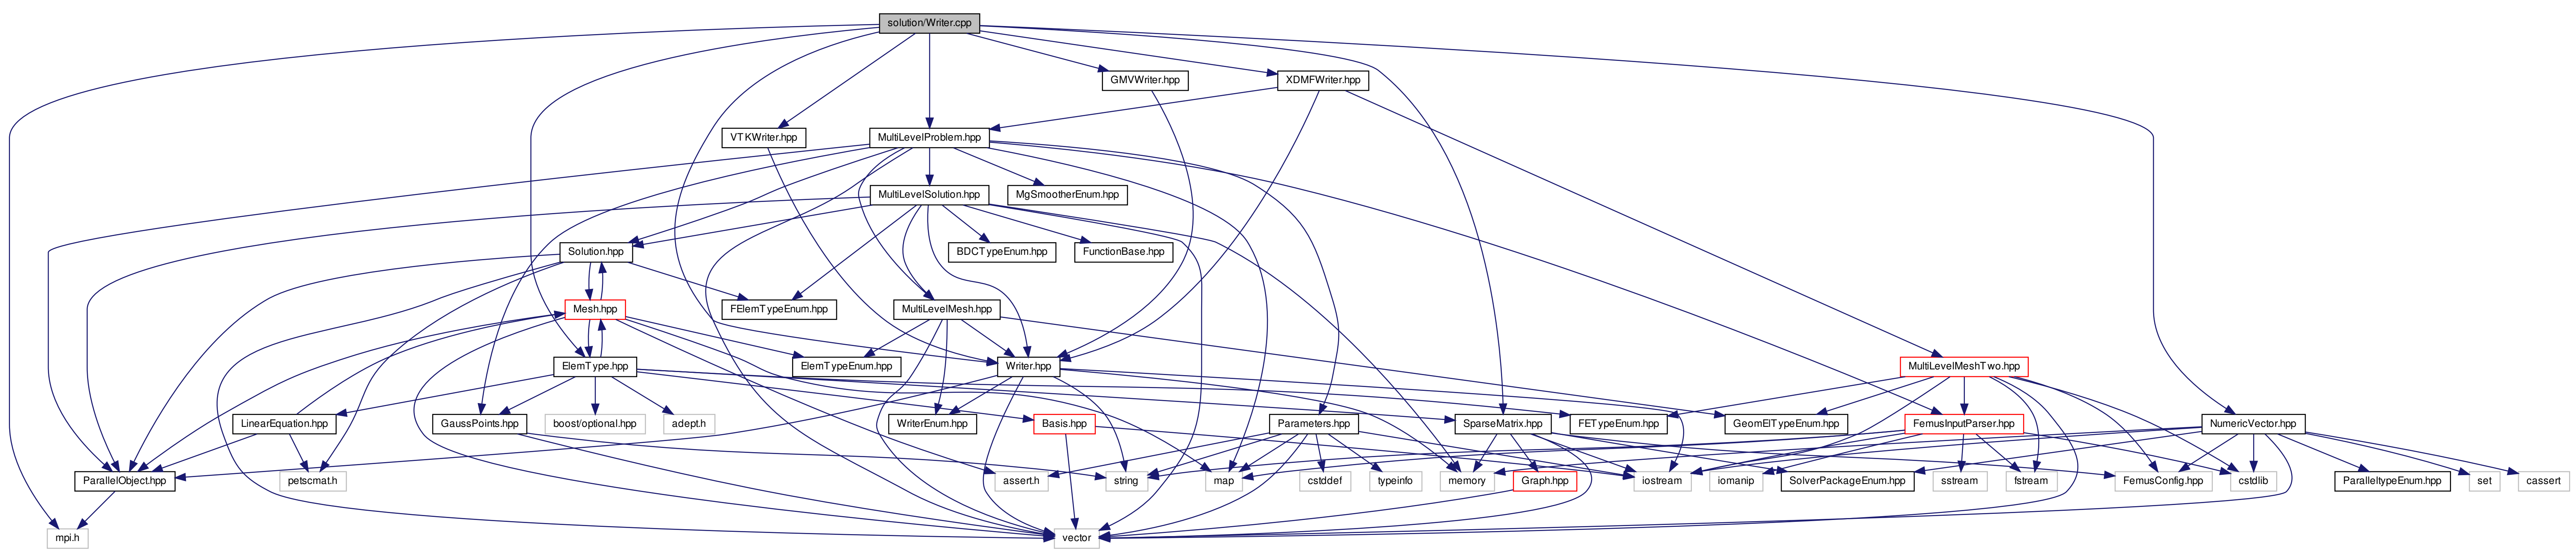 solution/Writer.cpp
GMVWriter.hpp
XDMFWriter.hpp
VTKWriter.hpp
MultiLevelProblem.hpp
MultiLevelSolution.hpp
MgSmootherEnum.hpp
Solution.hpp
BDCTypeEnum.hpp
FunctionBase.hpp
Mesh.hpp
FElemTypeEnum.hpp
MultiLevelMesh.hpp
ElemType.hpp
ElemTypeEnum.hpp
Writer.hpp
MultiLevelMeshTwo.hpp
LinearEquation.hpp
GaussPoints.hpp
boost/optional.hpp
adept.h
WriterEnum.hpp
Basis.hpp
Parameters.hpp
SparseMatrix.hpp
FETypeEnum.hpp
GeomElTypeEnum.hpp
FemusInputParser.hpp
NumericVector.hpp
ParallelObject.hpp
petscmat.h
assert.h
string
map
cstddef
typeinfo
memory
Graph.hpp
iostream
iomanip
SolverPackageEnum.hpp
sstream
fstream
FemusConfig.hpp
cstdlib
ParalleltypeEnum.hpp
set
cassert
mpi.h
vector